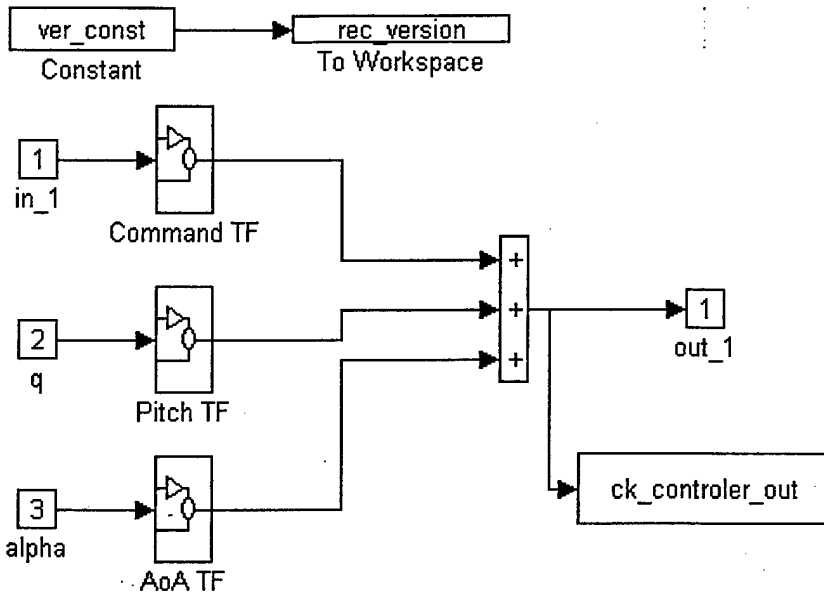 ver_const
rec_version
Constant
To Workspace
1
in_1
Command TF
+
2
q
Pitch TF
+
1
out_1
+
3
alpha
AoA TF
ck_controler_out